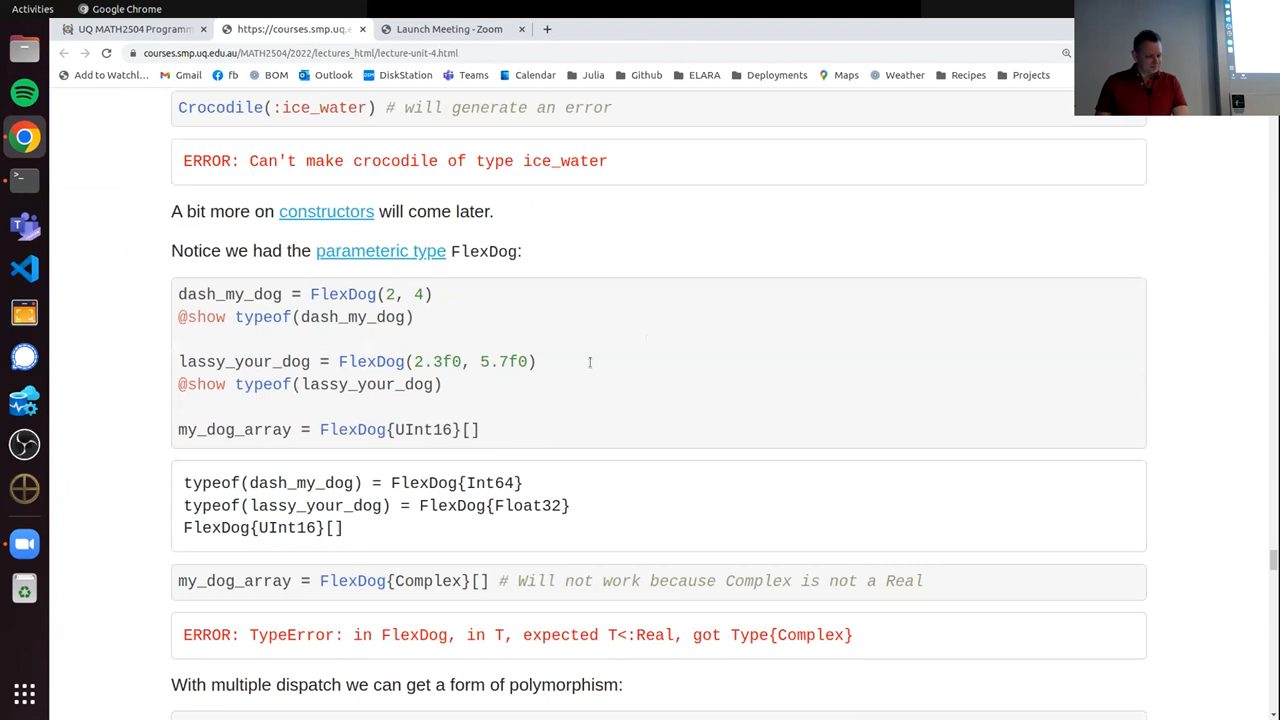 Activities
Google Chrome
UQ MATH2504 Programm
https://courses.smp.uq.e
Launch Meeting - Zoom
courses.smp.uq.edu.au/MATH2504/2022/lectures_html/lecture-unit-4.html
Add to Watchl... Gmail fb BOM Outlook DiskStation Teams Calendar Julia Github ELARA Deployments Maps Weather Recipes Projects
Crocodile(:ice_water) # will generate an error
ERROR: Can't make crocodile of type ice_water
A bit more on constructors will come later.
Notice we had the parameteric type FlexDog:
dash_my_dog = FlexDog(2, 4)
@show typeof(dash_my_dog)
lassy_your_dog = FlexDog(2.3f0, 5.7f0)
@show typeof(lassy_your_dog)
my_dog_array = FlexDog{UInt16}[]
typeof(dash_my_dog) = FlexDog{Int64}
typeof(lassy_your_dog) = FlexDog{Float32}
FlexDog{UInt16}[]
my_dog_array = FlexDog{Complex}[] # Will not work because Complex is not a Real
ERROR: TypeError: in FlexDog, in T, expected T<:Real, got Type{Complex}
With multiple dispatch we can get a form of polymorphism: